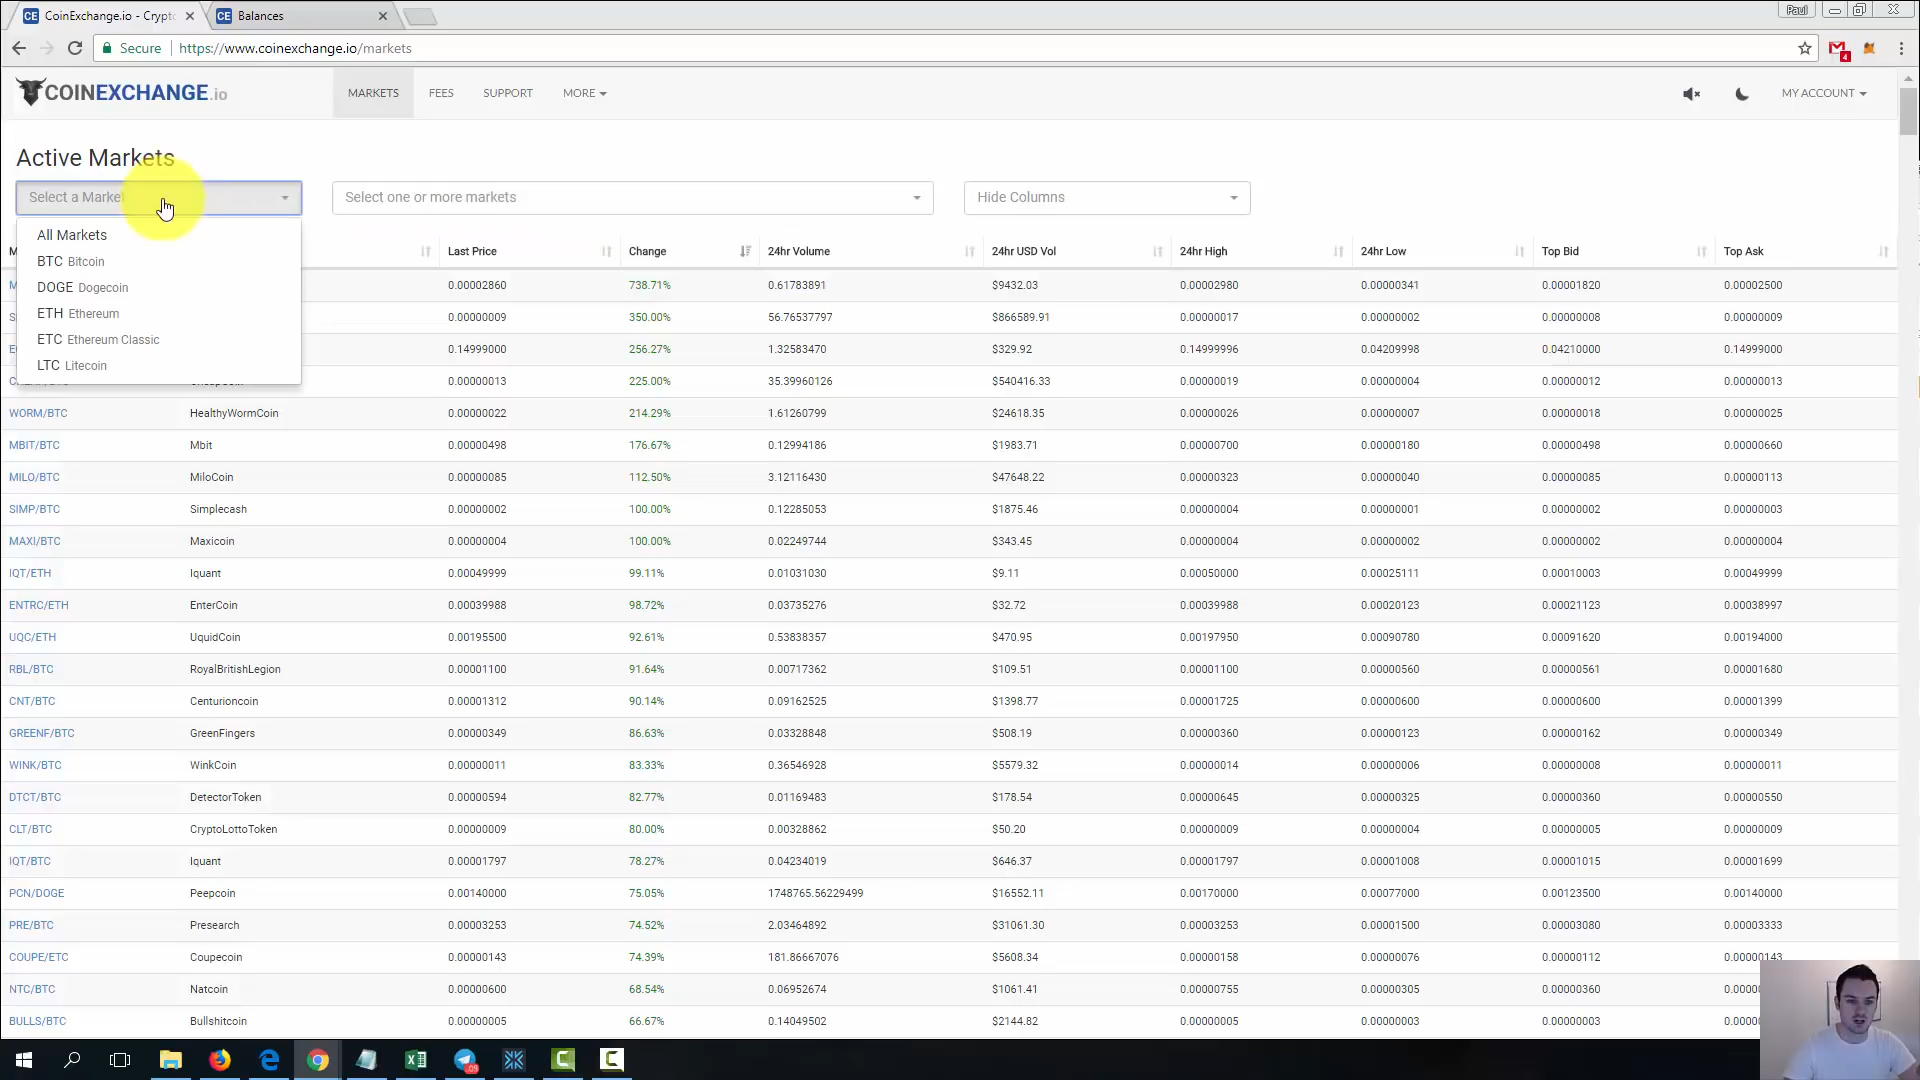 CE CoinExchange.io - Crypto CE Balances Paul
Secure https://www.coinexchange.io/markets 4
COINEXCHANGE.io MARKETS FEES SUPPORT MORE MY ACCOUNT
Active Markets
Select a Market Select one or more markets Hide Columns
All Markets
BTC Bitcoin
DOGE Dogecoin
ETH Ethereum
ETC Ethereum Classic
LTC Litecoin
Last Price Change 24hr Volume 24hr USD Vol 24hr High 24hr Low Top Bid Top Ask
0.00002860 738.71% 0.61783891 $9432.03 0.00002980 0.00000341 0.00001820 0.00002500
0.00000009 350.00% 56.76537797 $866589.91 0.00000017 0.00000002 0.00000008 0.00000009
0.14999000 256.27% 1.32583470 $329.92 0.14999996 0.04209998 0.04210000 0.14999000
0.00000013 225.00% 35.39960126 $540416.33 0.00000019 0.00000004 0.00000012 0.00000013
WORM/BTC HealthyWormCoin 0.00000022 214.29% 1.61260799 $24618.35 0.00000026 0.00000007 0.00000018 0.00000025
MBIT/BTC Mbit 0.00000498 176.67% 0.12994186 $1983.71 0.00000700 0.00000180 0.00000498 0.00000660
MILO/BTC MiloCoin 0.00000085 112.50% 3.12116430 $47648.22 0.00000323 0.00000040 0.00000085 0.00000113
SIMP/BTC Simplecash 0.00000002 100.00% 0.12285053 $1875.46 0.00000004 0.00000001 0.00000002 0.00000003
MAXI/BTC Maxicoin 0.00000004 100.00% 0.02249744 $343.45 0.00000004 0.00000002 0.00000002 0.00000004
IQT/ETH Iquant 0.00049999 99.11% 0.01031030 $9.11 0.00050000 0.00025111 0.00010003 0.00049999
ENTRC/ETH EnterCoin 0.00039988 98.72% 0.03735276 $32.72 0.00039988 0.00020123 0.00021123 0.00038997
UQC/ETH UquidCoin 0.00195500 92.61% 0.53838357 $470.95 0.00197950 0.00090780 0.00091620 0.00194000
RBL/BTC RoyalBritishLegion 0.00001100 91.64% 0.00717362 $109.51 0.00001100 0.00000560 0.00000561 0.00001680
CNT/BTC Centurioncoin 0.00001312 90.14% 0.09162525 $1398.77 0.00001725 0.00000600 0.00000600 0.00001399
GREENF/BTC GreenFingers 0.00000349 86.63% 0.03328848 $508.19 0.00000360 0.00000123 0.00000162 0.00000349
WINK/BTC WinkCoin 0.00000011 83.33% 0.36546928 $5579.32 0.00000014 0.00000006 0.00000008 0.00000011
DTCT/BTC DetectorToken 0.00000594 82.77% 0.01169483 $178.54 0.00000645 0.00000325 0.00000360 0.00000550
CLT/BTC CryptoLottoToken 0.00000009 80.00% 0.00328862 $50.20 0.00000009 0.00000004 0.00000005 0.00000009
IQT/BTC Iquant 0.00001797 78.27% 0.04234019 $646.37 0.00001797 0.00001008 0.00001015 0.00001699
PCN/DOGE Peepcoin 0.00140000 75.05% 1748765.56229499 $16552.11 0.00170000 0.00077000 0.00123500 0.00140000
PRE/BTC Presearch 0.00003253 74.52% 2.03464892 $31061.30 0.00003253 0.00001500 0.00003080 0.00003333
COUPE/ETC Coupecoin 0.00000143 74.39% 181.86667076 $5608.34 0.00000158 0.00000076 0.00000112 0.00000143
NTC/BTC Natcoin 0.00000600 68.54% 0.06952674 $1061.41 0.00000755 0.00000305 0.00000360
BULLS/BTC Bullshitcoin 0.00000005 66.67% 0.14049502 $2144.82 0.00000005 0.00000003 0.00000003